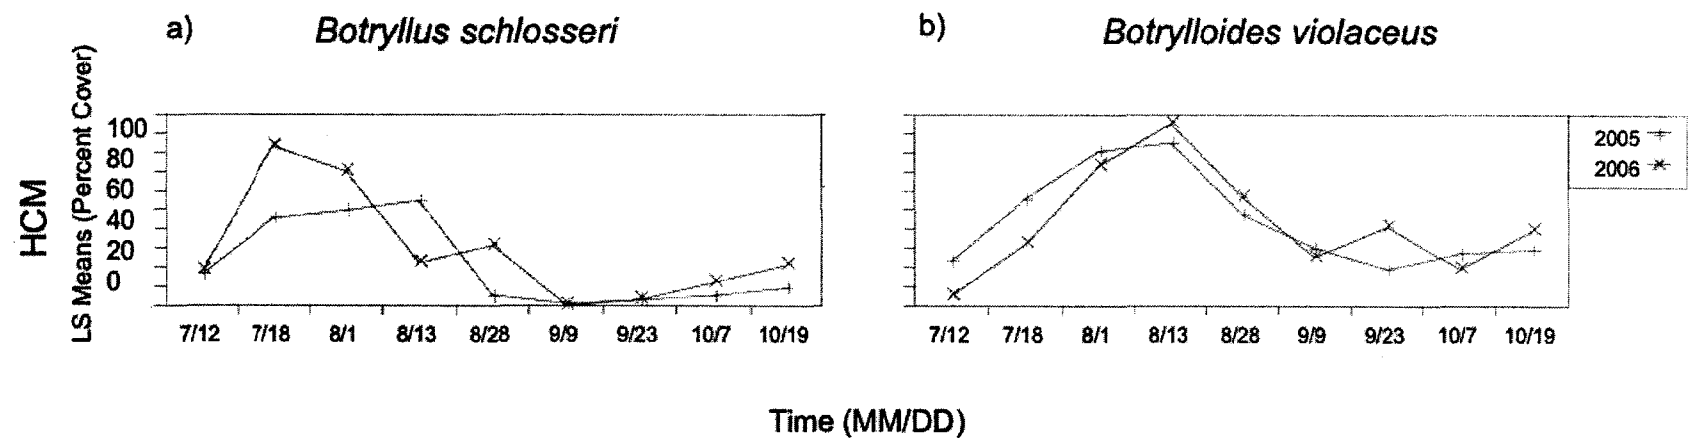 a) Botryllus schlosseri
b) Botrylloides violaceus
HCM
LS Means (Percent Cover)
100
80
60
40
20
0
7/12 7/18 8/1 8/13 8/28 9/9 9/23 10/7 10/19
7/12 7/18 8/1 8/13 8/28 9/9 9/23 10/7 10/19
2005
2006
Time (MM/DD)